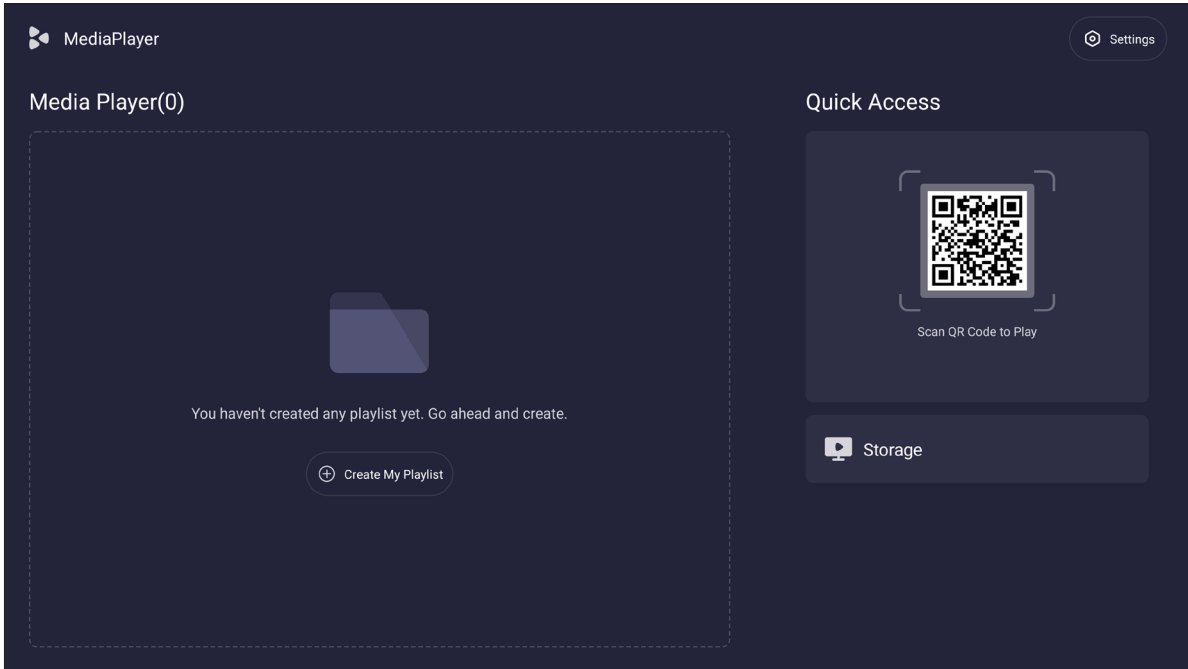 MediaPlayer
Settings
Media Player(0)
Quick Access
You haven't created any playlist yet. Go ahead and create.
Create My Playlist
Scan QR Code to Play
Storage